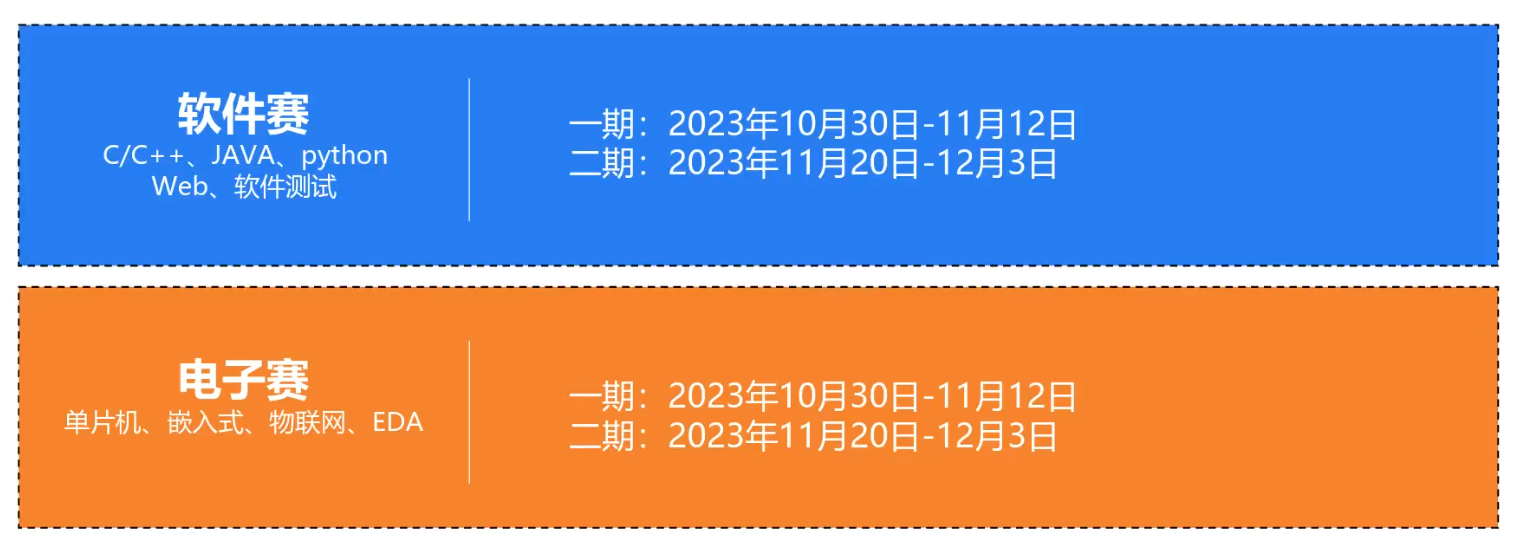 软件赛
C/C++、JAVA、python
Web、软件测试
一期：2023年10月30日-11月12日
二期：2023年11月20日-12月3日
电子赛
单片机、嵌入式、物联网、EDA
一期：2023年10月30日-11月12日
二期：2023年11月20日-12月3日